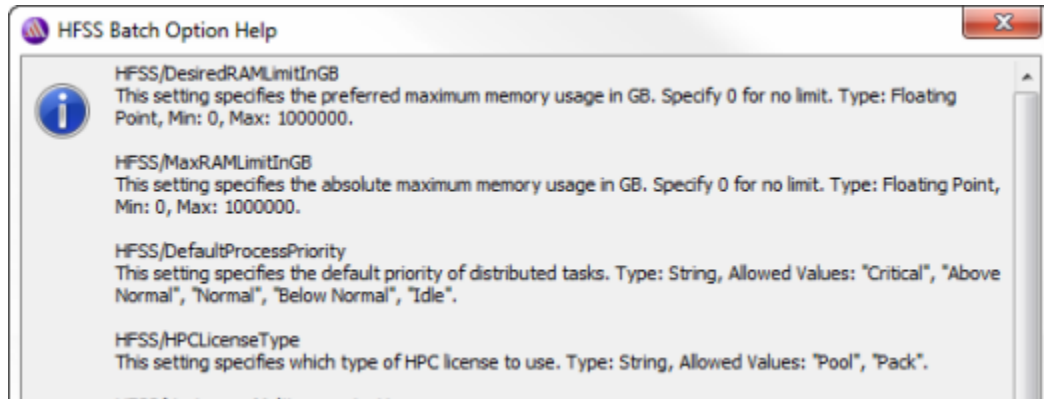 HFSS Batch Option Help
HFSS/DesiredRAMLimitInGB
This setting specifies the preferred maximum memory usage in GB. Specify 0 for no limit. Type: Floating
Point, Min: 0, Max: 1000000.
HFSS/MaxRAMLimitInGB
This setting specifies the absolute maximum memory usage in GB. Specify 0 for no limit. Type: Floating Point,
Min: 0, Max: 1000000.
HFSS/DefaultProcessPriority
This setting specifies the default priority of distributed tasks. Type: String, Allowed Values: "Critical", "Above
Normal", "Normal", "Below Normal", "Idle".
HFSS/HPCLicenseType
This setting specifies which type of HPC license to use. Type: String, Allowed Values: "Pool", "Pack".